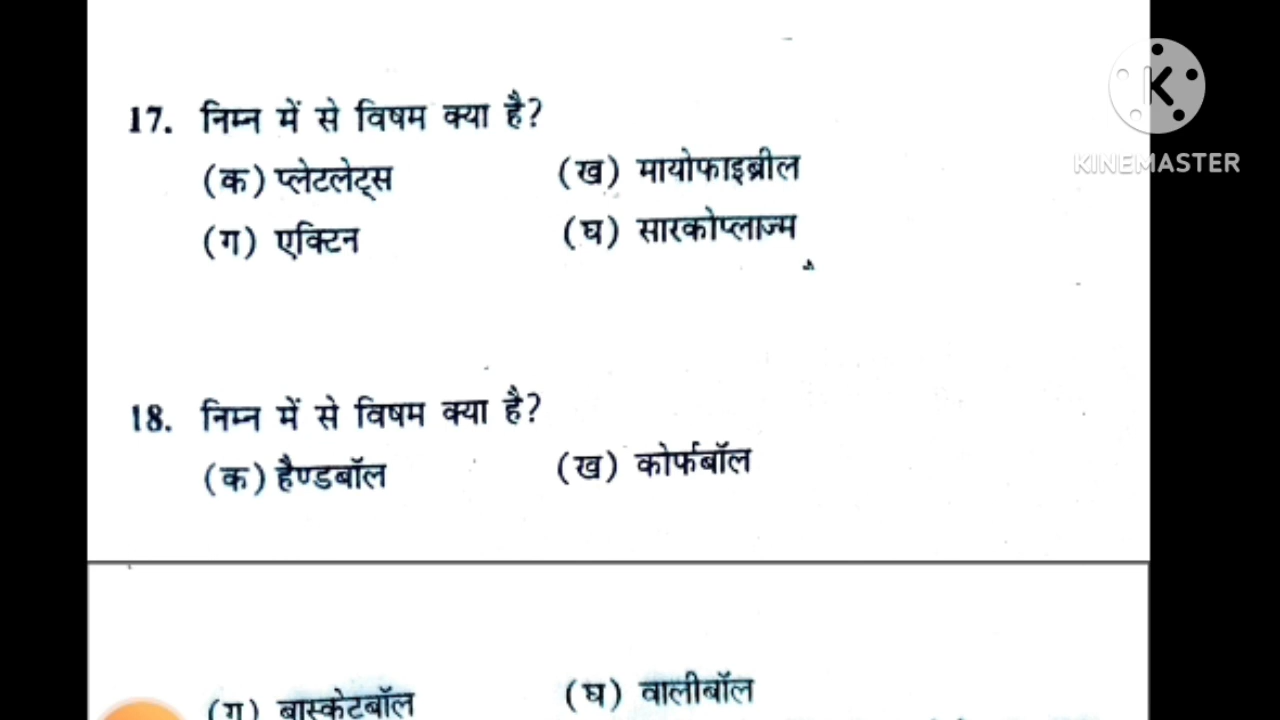 17. निम्न में से विषम क्या है?
(क) प्लेटलेट्स (ख) मायोफाइब्रील
(ग) एक्टिन (घ) सारकोप्लाज्म
KINEMASTER
18. निम्न में से विषम क्या है?
(क) हैण्डबॉल (ख) कोर्फबॉल
(ग) बास्केटबॉल (घ) वालीबॉल